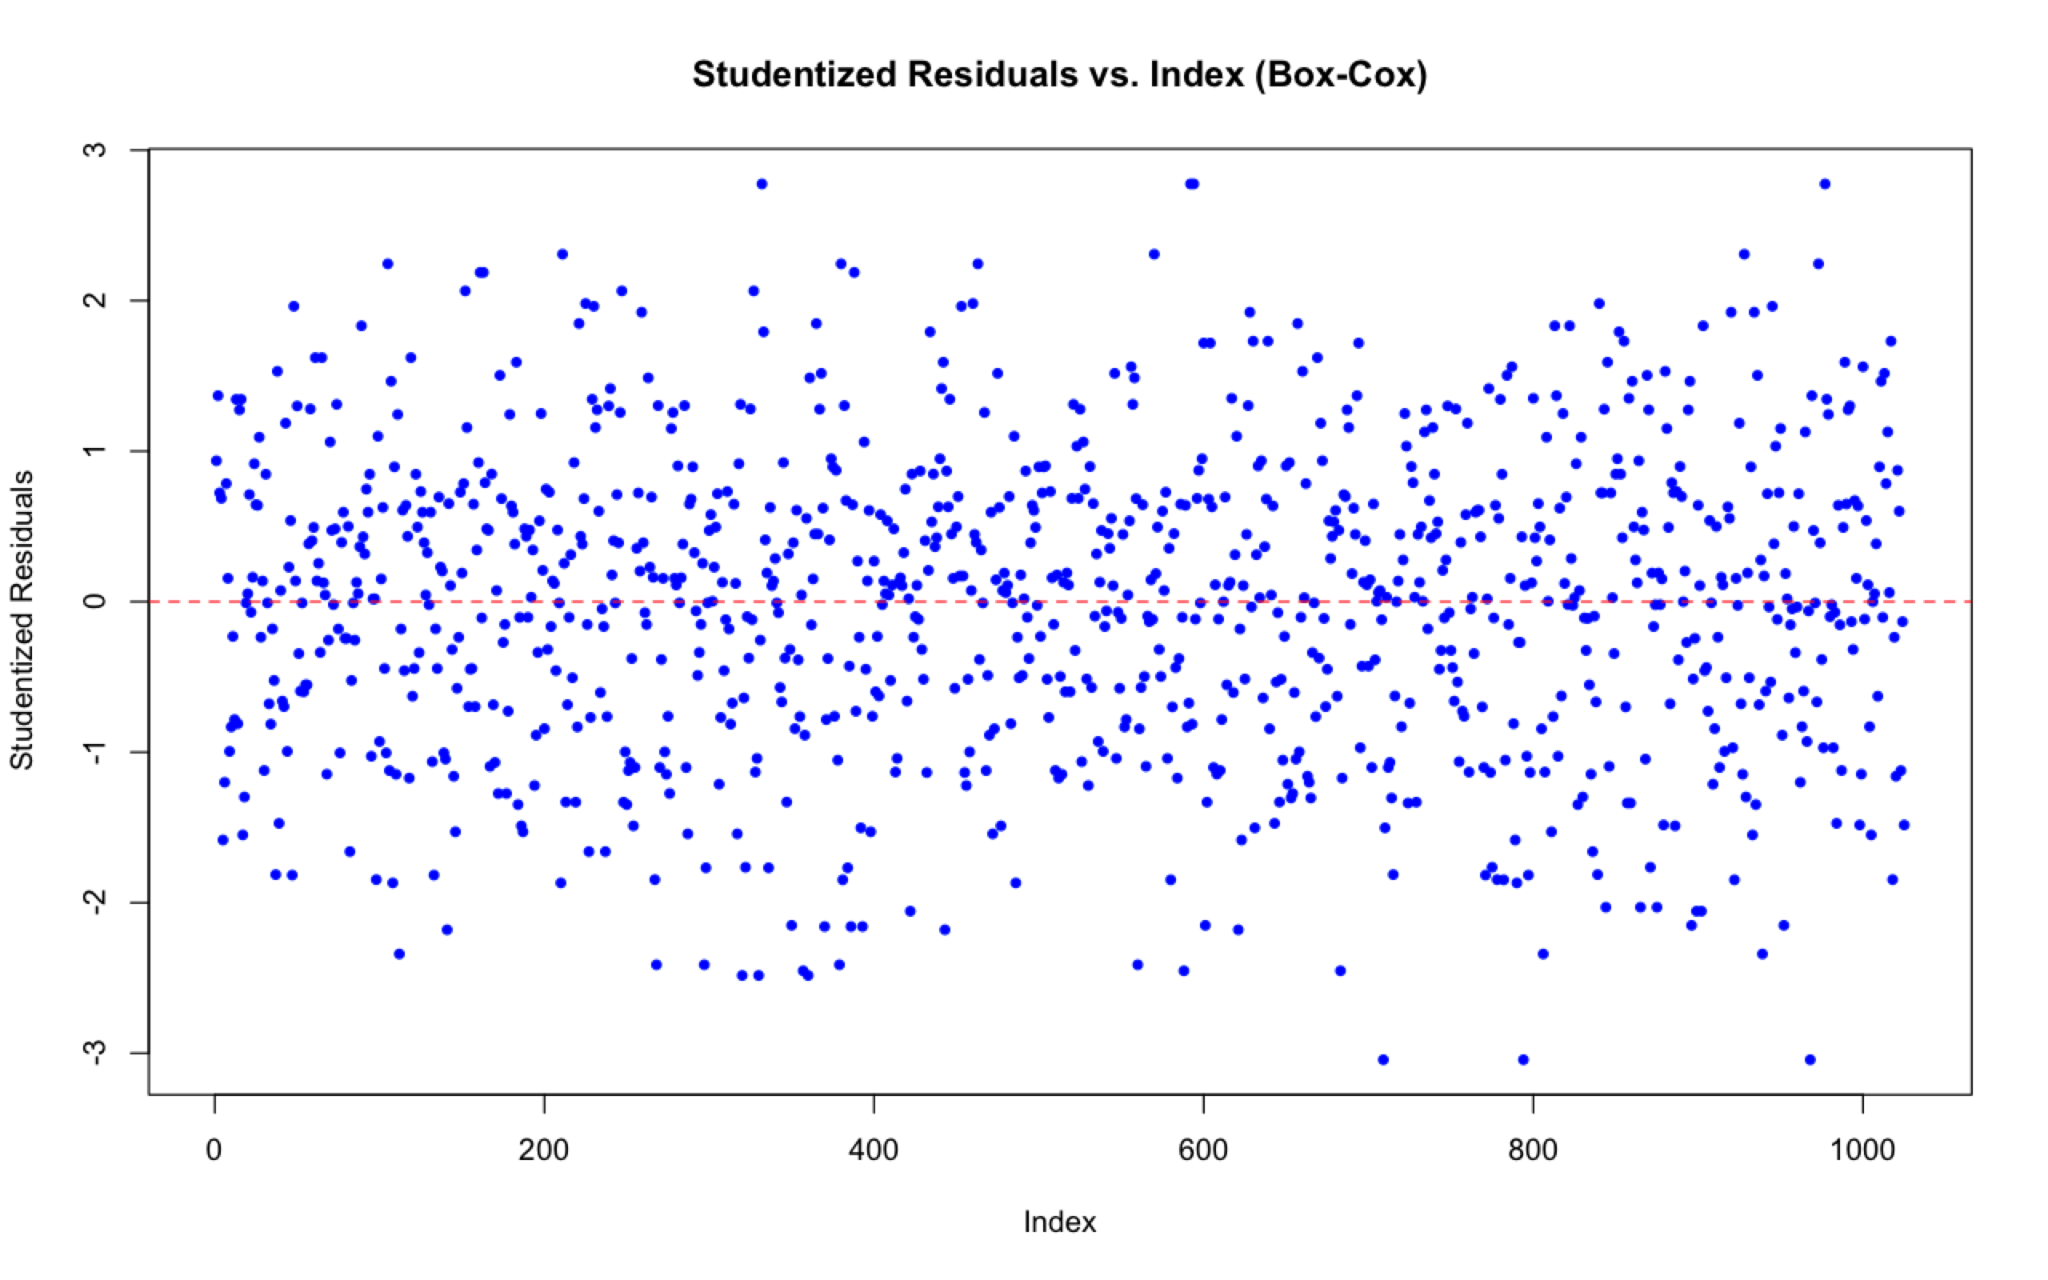 Studentized Residuals vs. Index (Box-Cox)
Studentized Residuals
3
2
1
0
-1
-2
-3
0 200 400 600 800 1000
Index